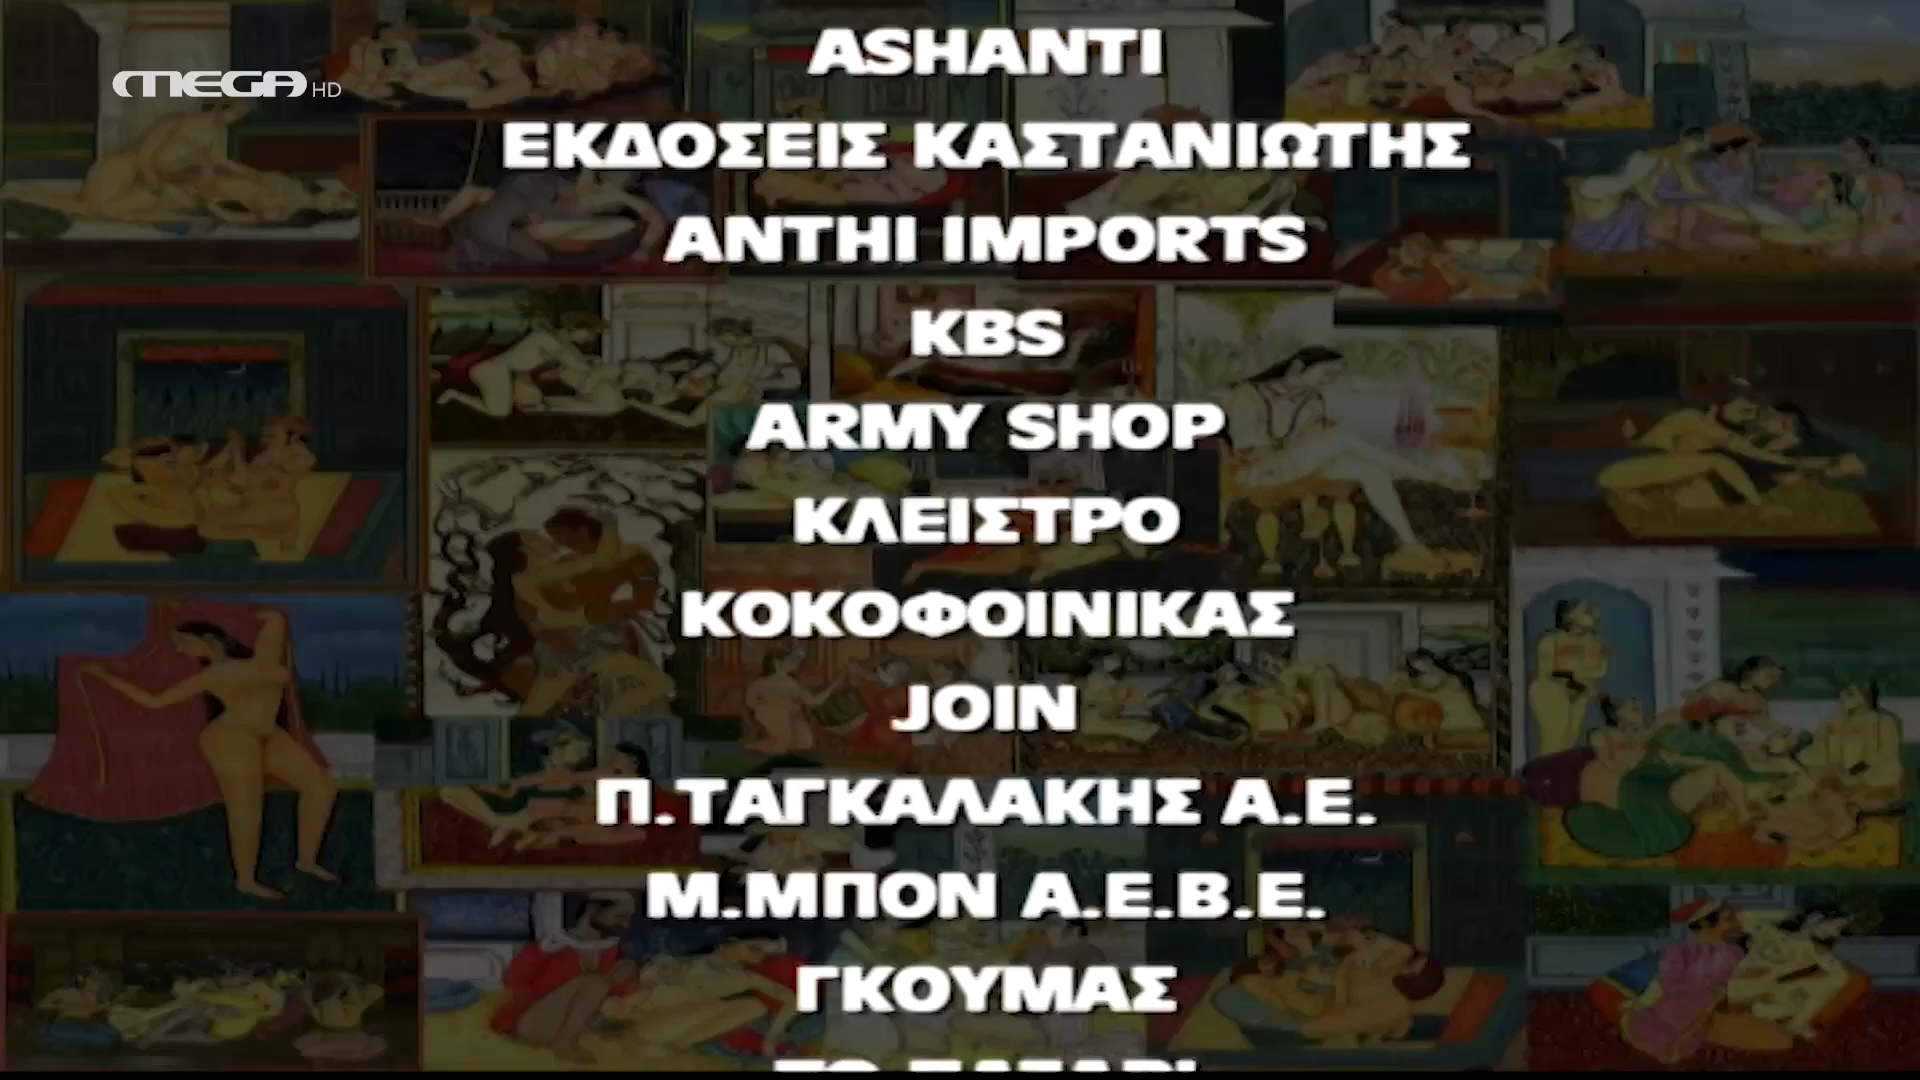 MEGA HD
ASHANTI
ΕΚΔΟΣΕΙΣ ΚΑΣΤΑΝΙΩΤΗΣ
ANTHI IMPORTS
KBS
ARMY SHOP
ΚΛΕΙΣΤΡΟ
ΚΟΚΟΦΟΙΝΙΚΑΣ
JOIN
Π.ΤΑΓΚΑΛΑΚΗΣ Α.Ε.
Μ.ΜΠΟΝ Α.Ε.Β.Ε.
ΓΚΟΥΜΑΣ